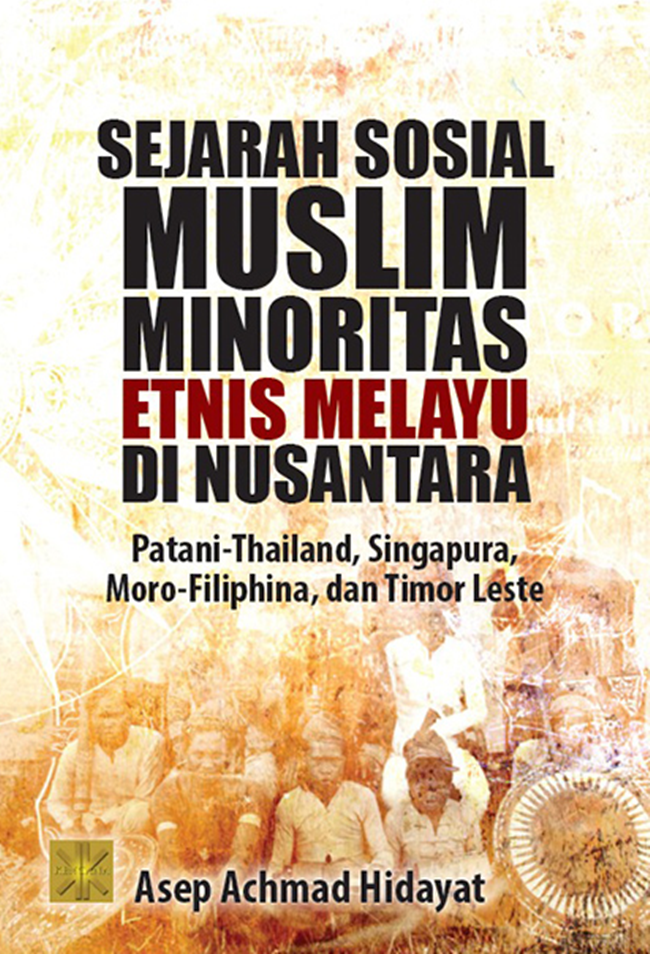 SEJARAH SOSIAL
MUSLIM
MINORITAS
ETNIS MELAYU
DI NUSANTARA
Patani-Thailand, Singapura,
Moro-Filiphina, dan Timor Leste
KENCANA
Asep Achmad Hidayat